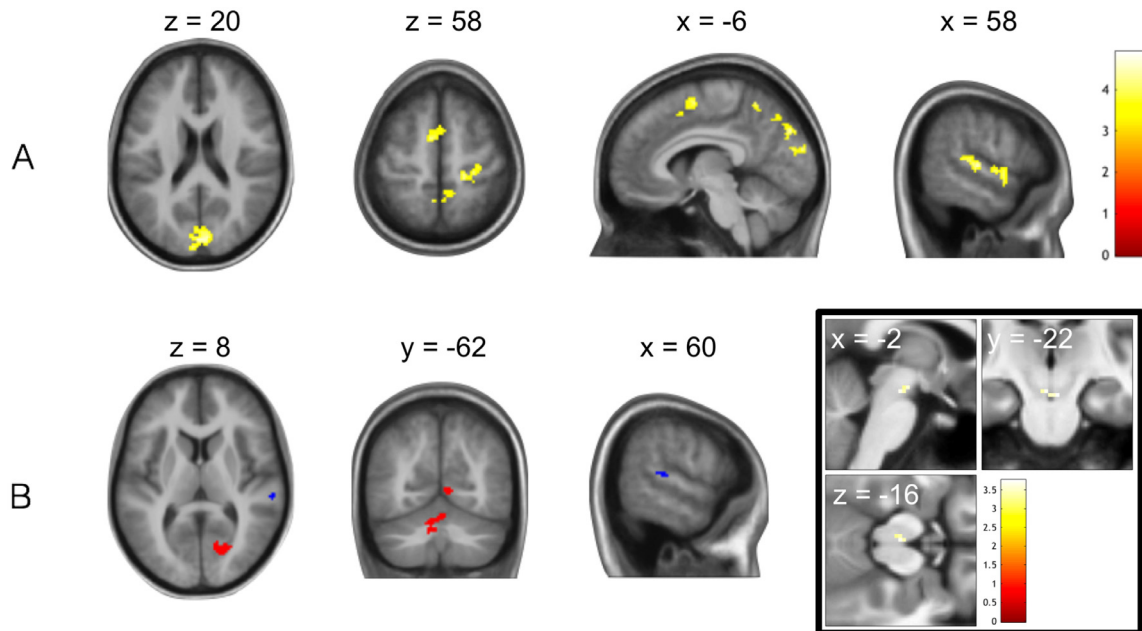 z = 20
z = 58
x = -6
x = 58
A
4
3
2
1
0
z = 8
y = -62
x = 60
B
x = -2
y = -22
z = -16
3.5
3
2.5
2
1.5
1
0.5
0